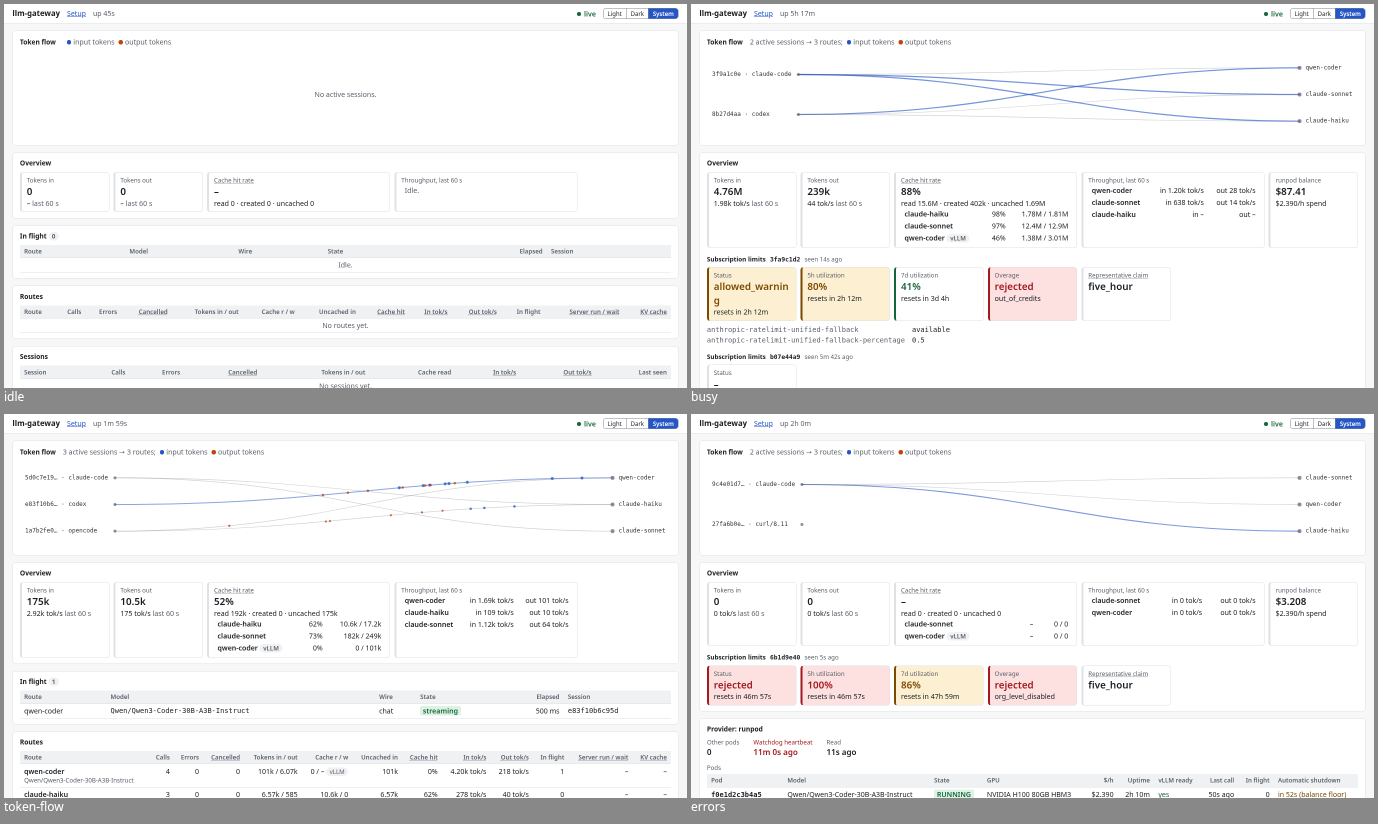 llm-gateway Setup up 45s live Light Dark System
Token flow input tokens output tokens
No active sessions.
Overview
Tokens in
0
– last 60 s
Tokens out
0
– last 60 s
Cache hit rate
–
read 0 · created 0 · uncached 0
Throughput, last 60 s
Idle.
In flight 0
Route Model Wire State Elapsed Session
Idle.
Routes
Route Calls Errors Cancelled Tokens in / out Cache r / w Uncached in Cache hit In tok/s Out tok/s In flight Server run / wait KV cache
No routes yet.
Sessions
Session Calls Errors Cancelled Tokens in / out Cache read In tok/s Out tok/s Last seen
No sessions yet.
idle
llm-gateway Setup up 5h 17m live Light Dark System
Token flow 2 active sessions → 3 routes; input tokens output tokens
3f9a1c0e · claude-code
8b27d4aa · codex
qwen-coder
claude-sonnet
claude-haiku
Overview
Tokens in
4.76M
1.98k tok/s last 60 s
Tokens out
239k
44 tok/s last 60 s
Cache hit rate
88%
read 15.6M · created 402k · uncached 1.69M
claude-haiku 98% 1.78M / 1.81M
claude-sonnet 97% 12.4M / 12.9M
qwen-coder vLLM 46% 1.38M / 3.01M
Throughput, last 60 s
qwen-coder in 1.20k tok/s out 28 tok/s
claude-sonnet in 638 tok/s out 14 tok/s
claude-haiku in – out –
runpod balance
$87.41
$2.390/h spend
Subscription limits 3fa9c1d2 seen 14s ago
Status
allowed_warnin
g
resets in 2h 12m
5h utilization
80%
resets in 2h 12m
7d utilization
41%
resets in 3d 4h
Overage
rejected
out_of_credits
Representative claim
five_hour
anthropic-ratelimit-unified-fallback available
anthropic-ratelimit-unified-fallback-percentage 0.5
Subscription limits b07e44a9 seen 5m 42s ago
Status
–
busy
llm-gateway Setup up 1m 59s live Light Dark System
Token flow 3 active sessions → 3 routes; input tokens output tokens
5d0c7e19… · claude-code
e83f10b6… · codex
1a7b2fe0… · opencode
qwen-coder
claude-haiku
claude-sonnet
Overview
Tokens in
175k
2.92k tok/s last 60 s
Tokens out
10.5k
175 tok/s last 60 s
Cache hit rate
52%
read 192k · created 0 · uncached 175k
claude-haiku 62% 10.6k / 17.2k
claude-sonnet 73% 182k / 249k
qwen-coder vLLM 0% 0 / 101k
Throughput, last 60 s
qwen-coder in 1.69k tok/s out 101 tok/s
claude-haiku in 109 tok/s out 10 tok/s
claude-sonnet in 1.12k tok/s out 64 tok/s
In flight 1
Route Model Wire State Elapsed Session
qwen-coder Qwen/Qwen3-Coder-30B-A3B-Instruct chat streaming 500 ms e83f10b6c95d
Routes
Route Calls Errors Cancelled Tokens in / out Cache r / w Uncached in Cache hit In tok/s Out tok/s In flight Server run / wait KV cache
qwen-coder 4 0 0 101k / 6.07k 0 / – vLLM 101k 0% 4.20k tok/s 218 tok/s 1 – –
Qwen/Qwen3-Coder-30B-A3B-Instruct
claude-haiku 3 0 0 6.57k / 585 10.6k / 0 6.57k 62% 278 tok/s 40 tok/s 0 – –
token-flow
llm-gateway Setup up 2h 0m live Light Dark System
Token flow 2 active sessions → 3 routes; input tokens output tokens
9c4e01d7… · claude-code
27fa6b0e… · curl/8.11
claude-sonnet
qwen-coder
claude-haiku
Overview
Tokens in
0
0 tok/s last 60 s
Tokens out
0
0 tok/s last 60 s
Cache hit rate
–
read 0 · created 0 · uncached 0
claude-sonnet – 0 / 0
qwen-coder vLLM – 0 / 0
Throughput, last 60 s
claude-sonnet in 0 tok/s out 0 tok/s
qwen-coder in 0 tok/s out 0 tok/s
runpod balance
$3.208
$2.390/h spend
Subscription limits 6b1d9e40 seen 5s ago
Status
rejected
resets in 46m 57s
5h utilization
100%
resets in 46m 57s
7d utilization
86%
resets in 47h 59m
Overage
rejected
org_level_disabled
Representative claim
five_hour
Provider: runpod
Other pods
0
Watchdog heartbeat
11m 0s ago
Read
11s ago
Pods
Pod Model State GPU $/h Uptime vLLM ready Last call In flight Automatic shutdown
f0e1d2c3b4a5 Qwen/Qwen3-Coder-30B-A3B-Instruct RUNNING NVIDIA H100 80GB HBM3 $2.390 2h 10m yes 50s ago 0 in 52s (balance floor)
errors